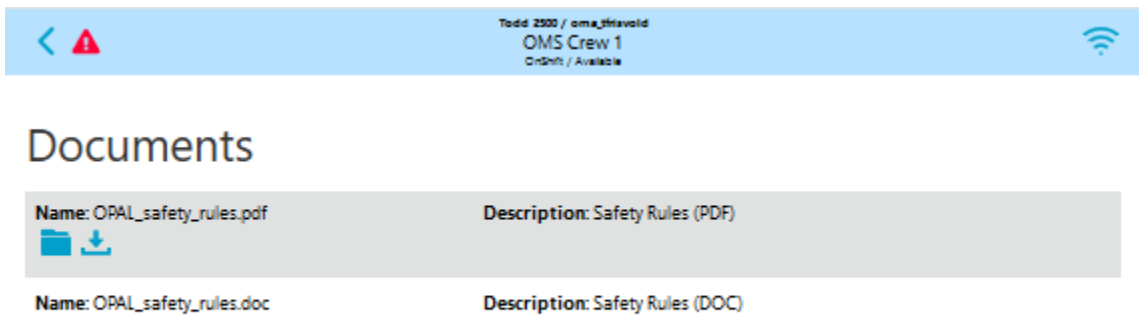 Todd 2500 / oma_tfrisvold
OMS Crew 1
OnShift / Available
Documents
Name: OPAL_safety_rules.pdf Description: Safety Rules (PDF)
Name: OPAL_safety_rules.doc Description: Safety Rules (DOC)